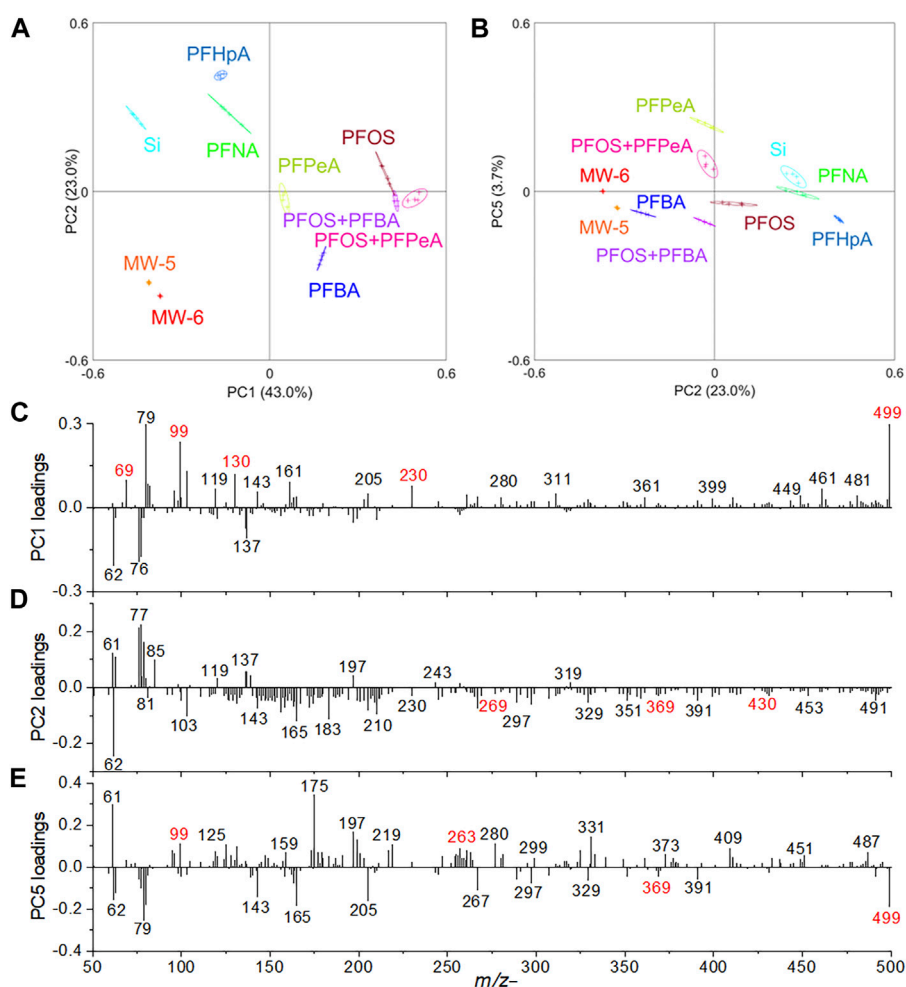 A
0.6
PFHpA
Si
PFNA
PFPeA
PFOS
PC2 (23.0%)
0
PFOS+PFBA
PFOS+PFPeA
MW-5
MW-6
PFBA
-0.6
-0.6
0
0.6
PC1 (43.0%)
B
0.6
PFPeA
PFOS+PFPeA
Si
PFNA
MW-6
PC5 (3.7%)
0
MW-5
PFBA
PFOS
PFHpA
PFOS+PFBA
-0.6
-0.6
0
0.6
PC2 (23.0%)
C
PC1 loadings
0.3
0.0
-0.3
79 99 499
69 130 230
119 143 161 205 280 311 361 399 449 461 481
62 76 137
D
PC2 loadings
0.2
0.0
-0.2
77
61 85 137 119 197 243 319
81 103 143 165 183 210 230 269 297 329 351 369 391 430 453 491
62
E
PC5 loadings
0.4
0.2
0.0
-0.2
-0.4
61 99 125 159 175 197 219 263 280 299 331 373 409 451 487
62 79 143 165 205 267 297 329 369 391 499
50 100 150 200 250 300 350 400 450 500
m/z–